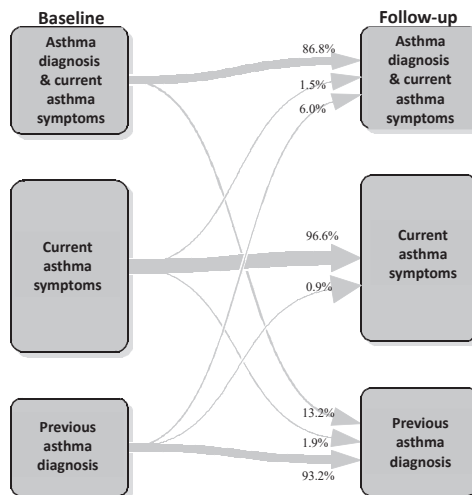 Baseline
Follow-up
Asthma
diagnosis
& current
asthma
symptoms
86.8%
1.5%
6.0%
Asthma
diagnosis
& current
asthma
symptoms
Current
asthma
symptoms
96.6%
0.9%
Current
asthma
symptoms
Previous
asthma
diagnosis
13.2%
1.9%
93.2%
Previous
asthma
diagnosis